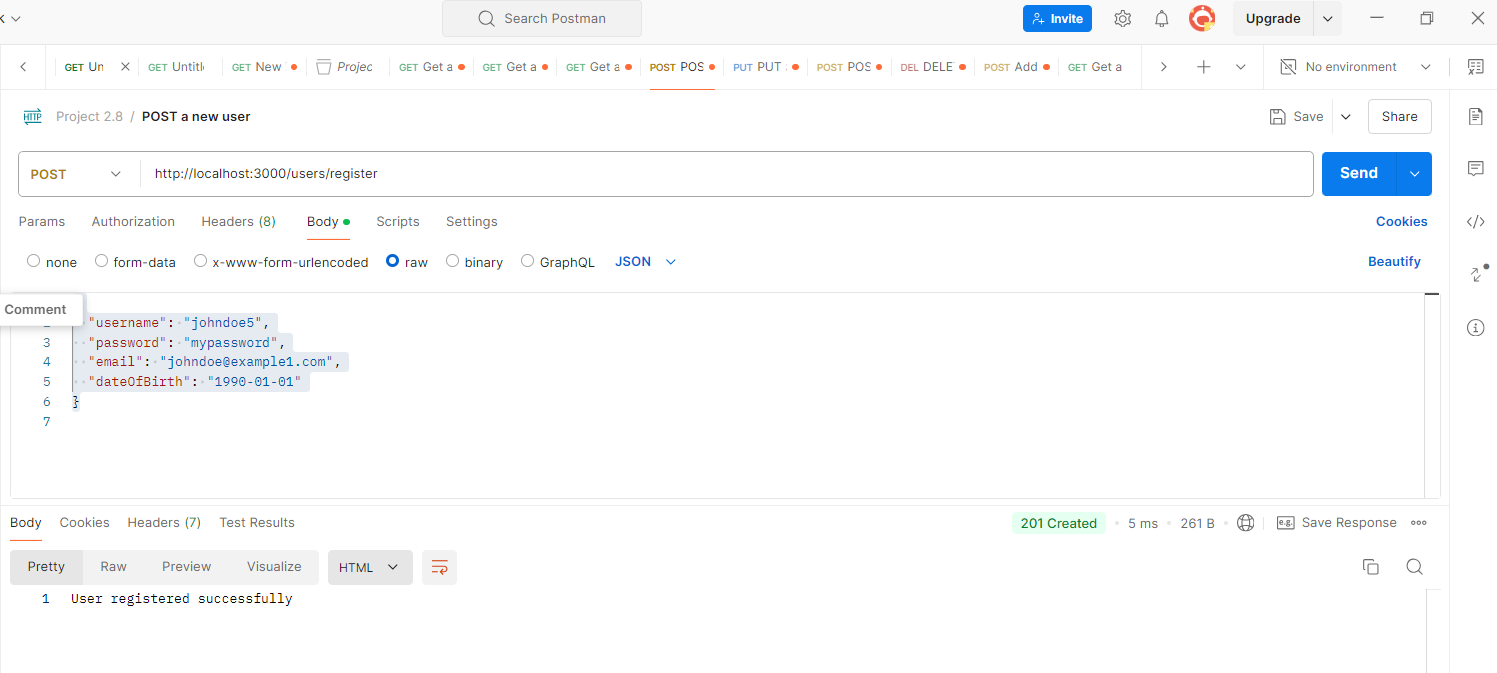 Search Postman
Invite
Upgrade
GET Un
GET Untitl
GET New
Projec
GET Get a
GET Get a
GET Get a
POST POS
PUT PUT
POST POS
DEL DELE
POST Add
GET Get a
No environment
HTTP Project 2.8 / POST a new user
Save
Share
POST http://localhost:3000/users/register
Send
Params Authorization Headers (8) Body Scripts Settings
Cookies
none form-data x-www-form-urlencoded raw binary GraphQL JSON
Beautify
Comment
"username": "johndoe5",
3 "password": "mypassword",
4 "email": "johndoe@example1.com",
5 "dateOfBirth": "1990-01-01"
6 }
7
Body Cookies Headers (7) Test Results
201 Created 5 ms 261 B e.g. Save Response
Pretty Raw Preview Visualize HTML
1 User registered successfully